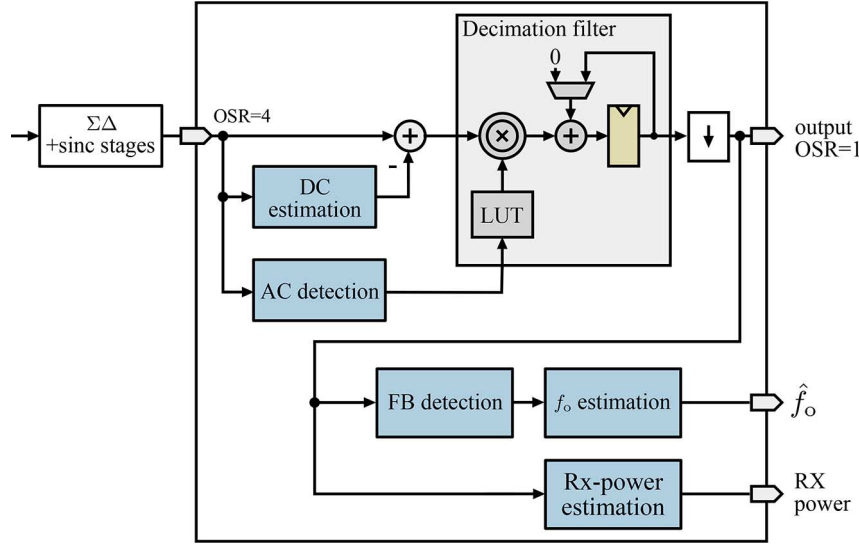 Decimation filter
0
ΣΔ
+sinc stages
OSR=4
output
OSR=1
-
DC
estimation
LUT
AC detection
FB detection
fo estimation
f̂o
Rx-power
estimation
RX
power